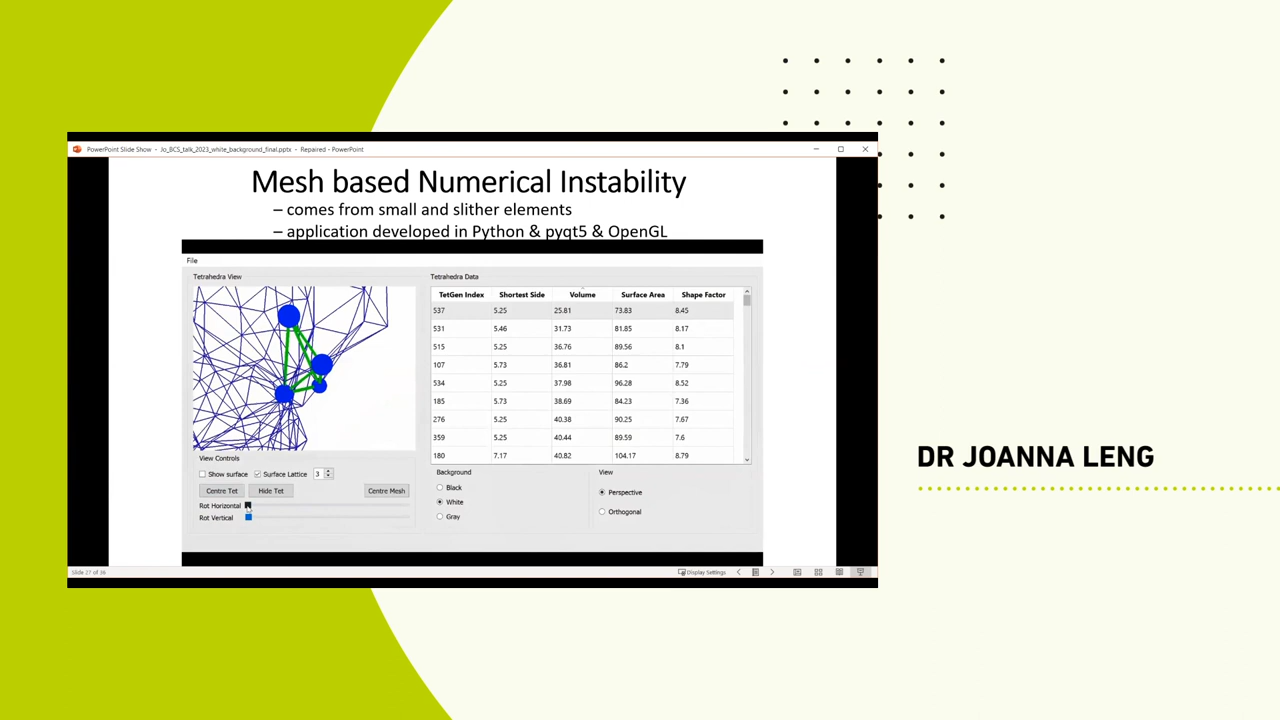 PowerPoint Slide Show - Jo_BCS_talk_2023_white_background_final.pptx - Repaired - PowerPoint
Mesh based Numerical Instability
– comes from small and slither elements
– application developed in Python & pyqt5 & OpenGL
File
Tetrahedra View
Tetrahedra Data
TetGen Index Shortest Side Volume Surface Area Shape Factor
537 5.25 25.81 73.83 8.45
531 5.46 31.73 81.85 8.17
515 5.25 36.76 89.56 8.1
107 5.73 36.81 86.2 7.79
534 5.25 37.98 96.28 8.52
185 5.73 38.69 84.23 7.36
276 5.25 40.38 90.25 7.67
359 5.25 40.44 89.59 7.6
180 7.17 40.82 104.17 8.79
View Controls
Show surface Surface Lattice 3
Centre Tet Hide Tet Centre Mesh
Rot Horizontal
Rot Vertical
Background
Black
White
Gray
View
Perspective
Orthogonal
Slide 27 of 36
Display Settings
DR JOANNA LENG